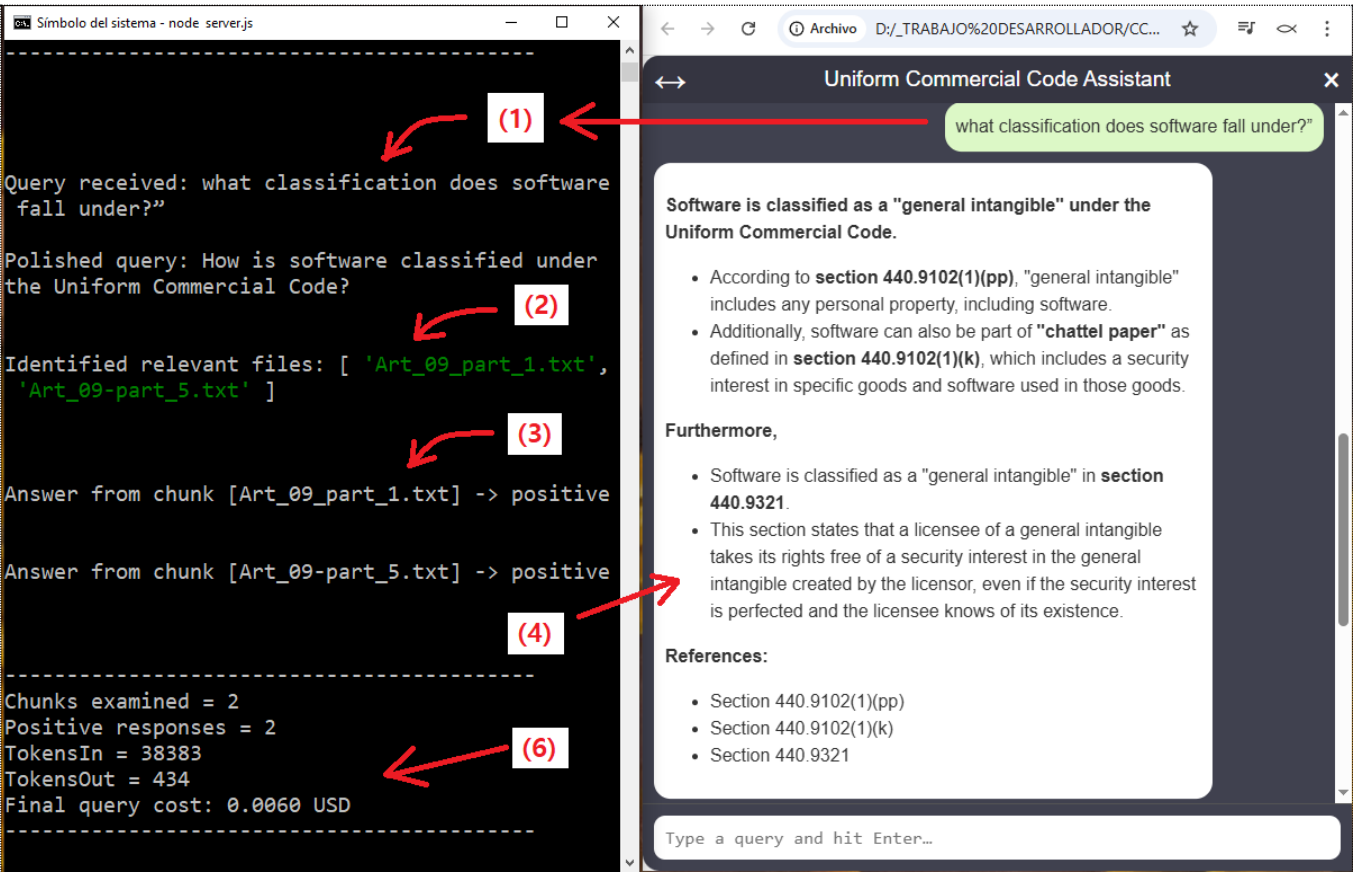 Símbolo del sistema - node server.js
--------------------------------------------
(1)
Query received: what classification does software
fall under?”
Polished query: How is software classified under
the Uniform Commercial Code?
(2)
Identified relevant files: [ 'Art_09_part_1.txt',
'Art_09-part_5.txt' ]
(3)
Answer from chunk [Art_09_part_1.txt] -> positive
Answer from chunk [Art_09-part_5.txt] -> positive
(4)
--------------------------------------------
Chunks examined = 2
Positive responses = 2
TokensIn = 38383
(6)
TokensOut = 434
Final query cost: 0.0060 USD
--------------------------------------------
Archivo D:/_TRABAJO%20DESARROLLADOR/CC...
Uniform Commercial Code Assistant
what classification does software fall under?”
Software is classified as a "general intangible" under the
Uniform Commercial Code.
• According to section 440.9102(1)(pp), "general intangible"
includes any personal property, including software.
• Additionally, software can also be part of "chattel paper" as
defined in section 440.9102(1)(k), which includes a security
interest in specific goods and software used in those goods.
Furthermore,
• Software is classified as a "general intangible" in section
440.9321.
• This section states that a licensee of a general intangible
takes its rights free of a security interest in the general
intangible created by the licensor, even if the security interest
is perfected and the licensee knows of its existence.
References:
• Section 440.9102(1)(pp)
• Section 440.9102(1)(k)
• Section 440.9321
Type a query and hit Enter…